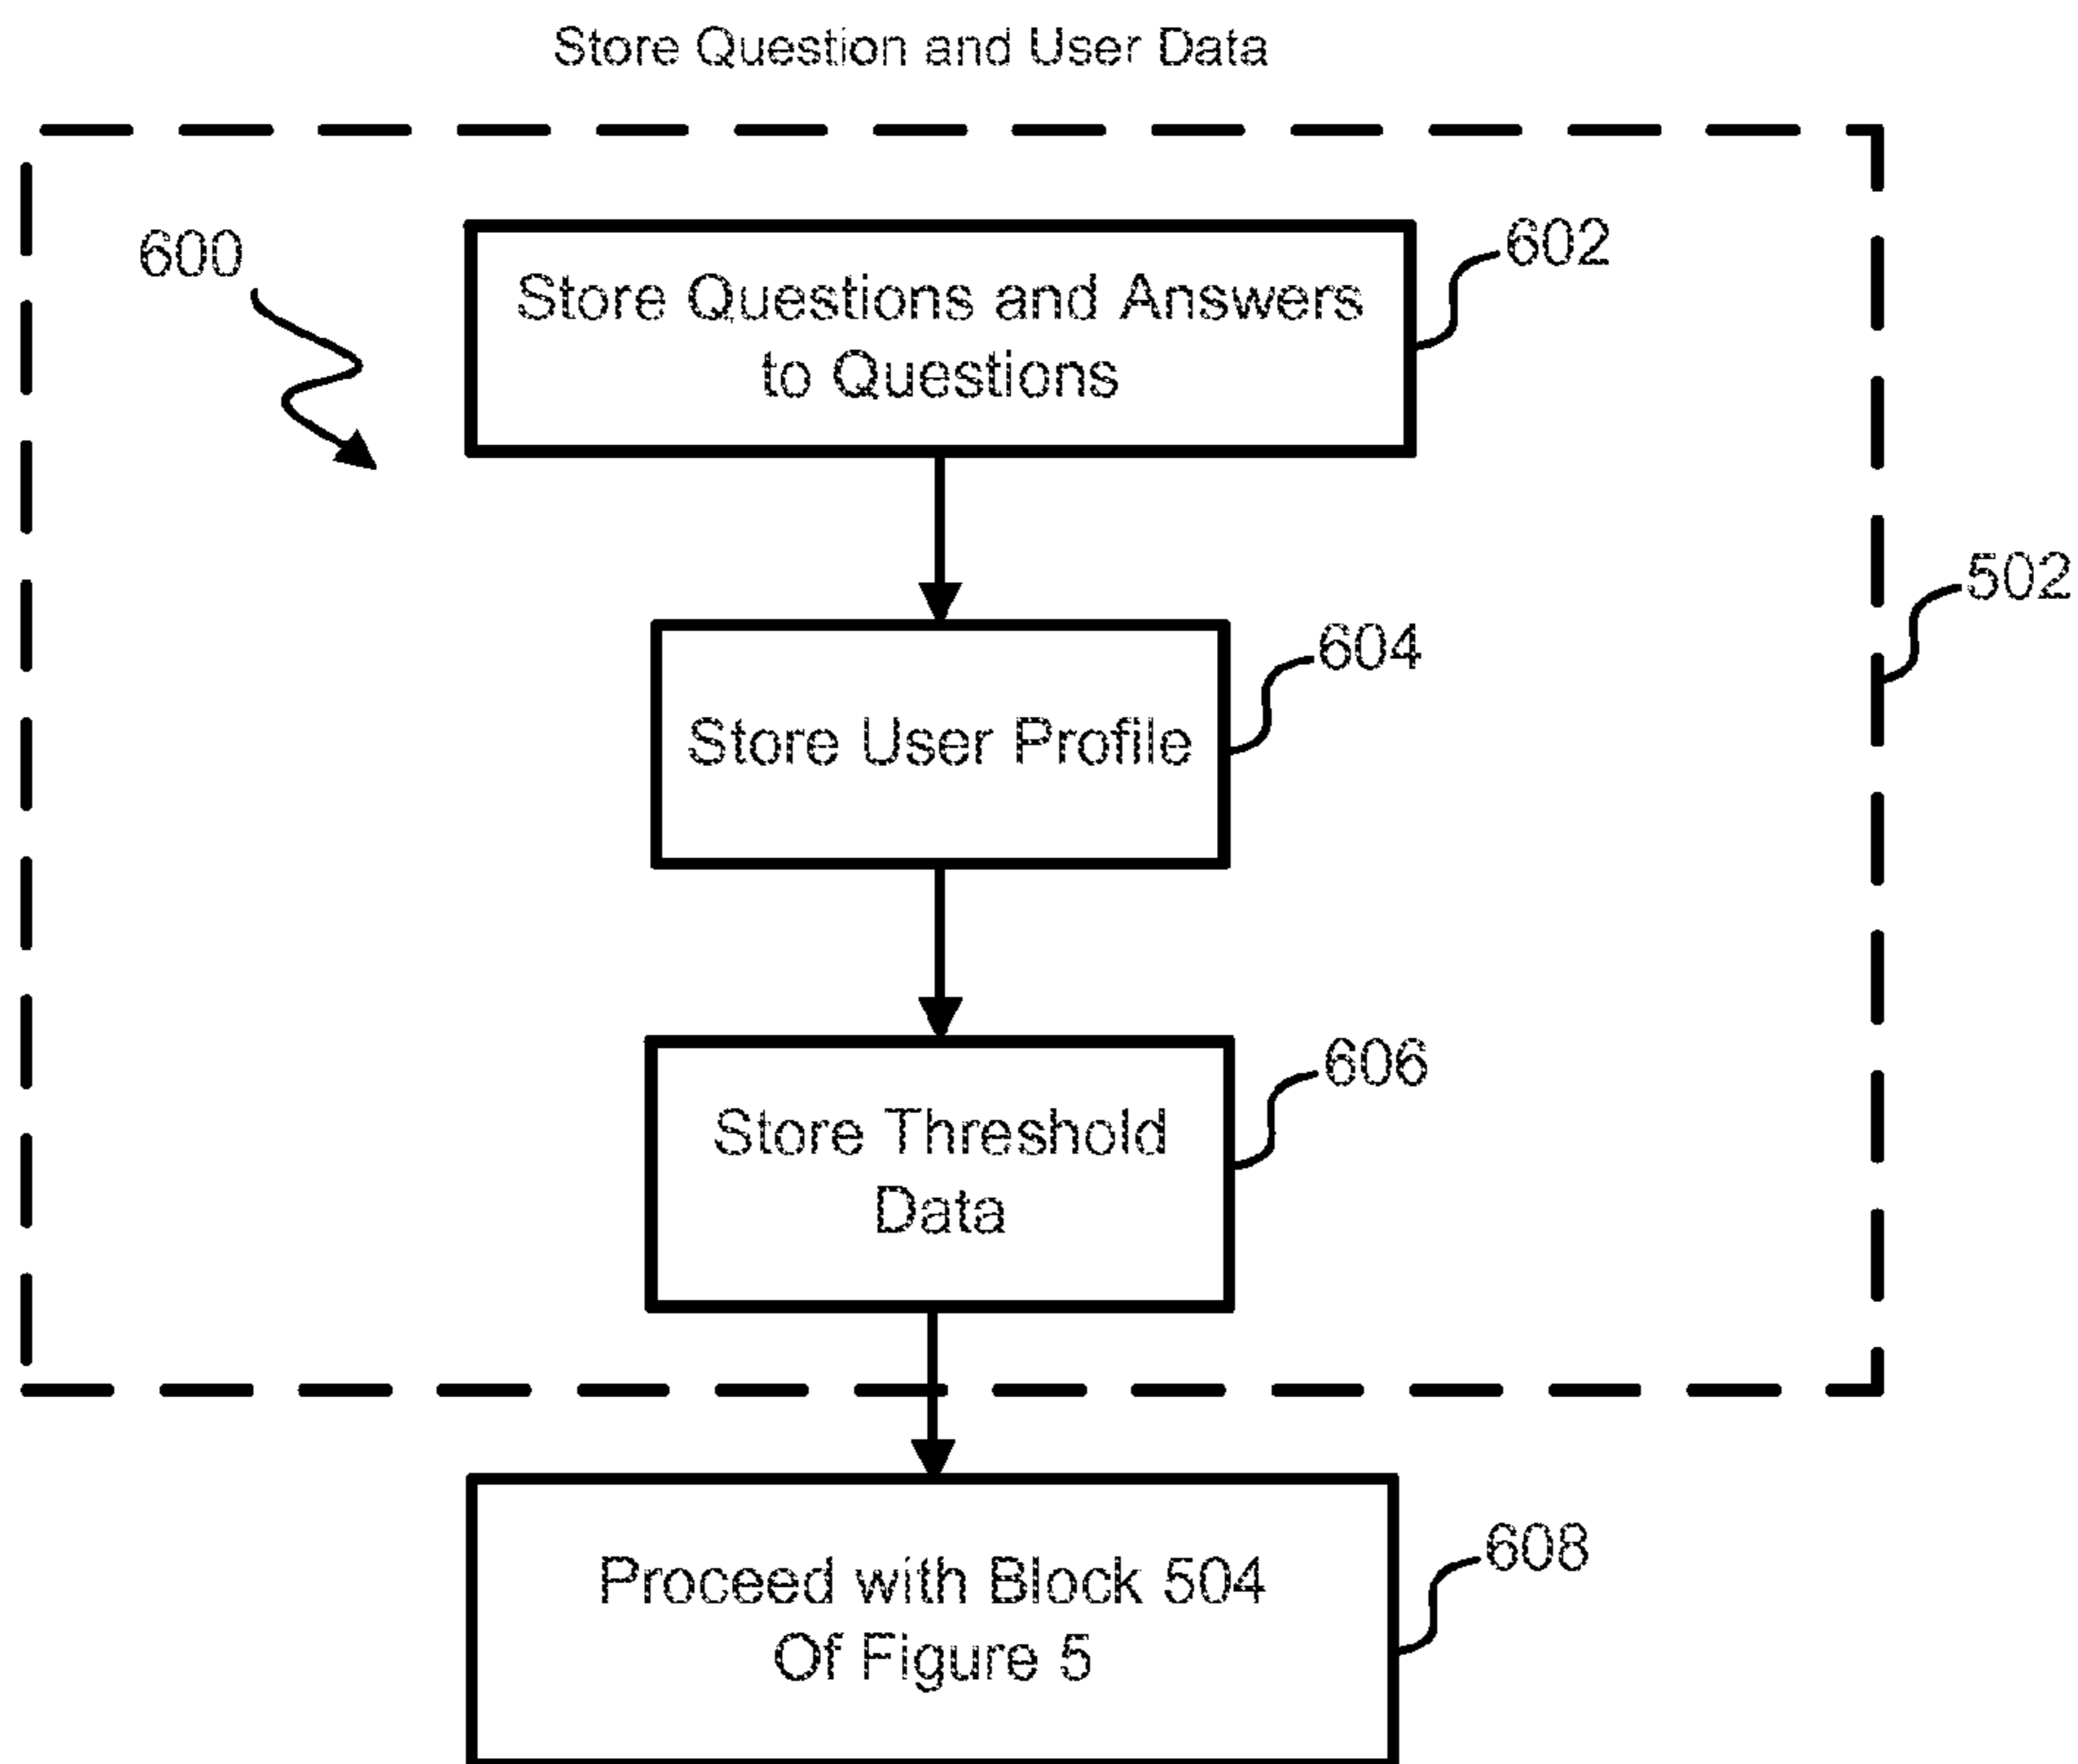 Store Question and User Data
600
602
Store Questions and Answers
to Questions
502
604
Store User Profile
606
Store Threshold
Data
608
Proceed with Block 504
Of Figure 5